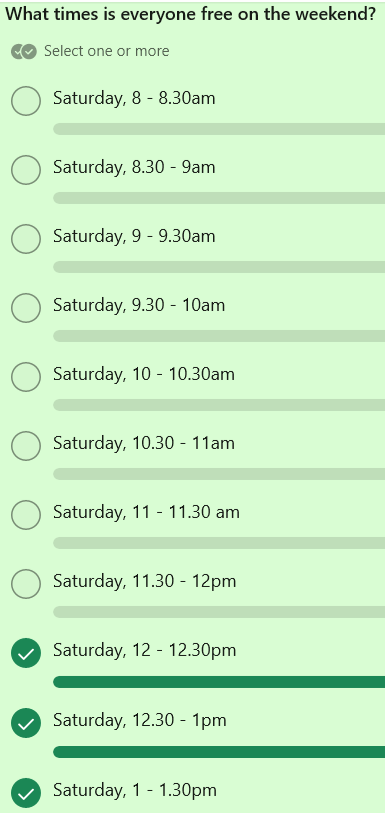 What times is everyone free on the weekend?
Select one or more
Saturday, 8 - 8.30am
Saturday, 8.30 - 9am
Saturday, 9 - 9.30am
Saturday, 9.30 - 10am
Saturday, 10 - 10.30am
Saturday, 10.30 - 11am
Saturday, 11 - 11.30 am
Saturday, 11.30 - 12pm
Saturday, 12 - 12.30pm
Saturday, 12.30 - 1pm
Saturday, 1 - 1.30pm